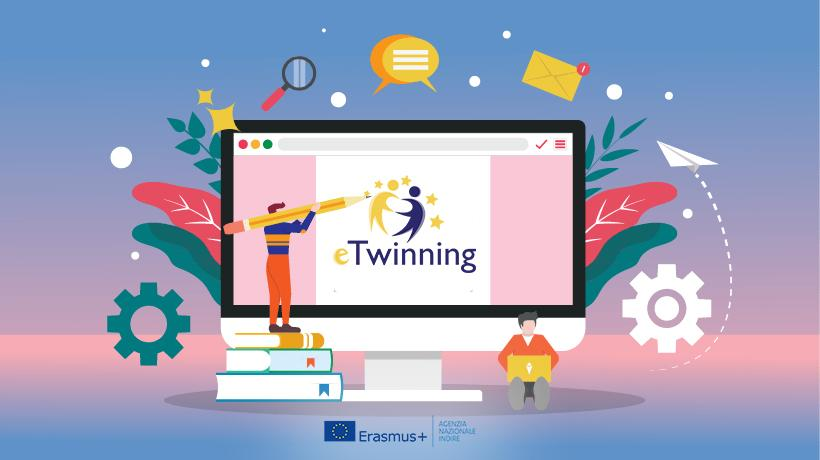 eTwinning
Erasmus+
AGENZIA
NAZIONALE
INDIRE